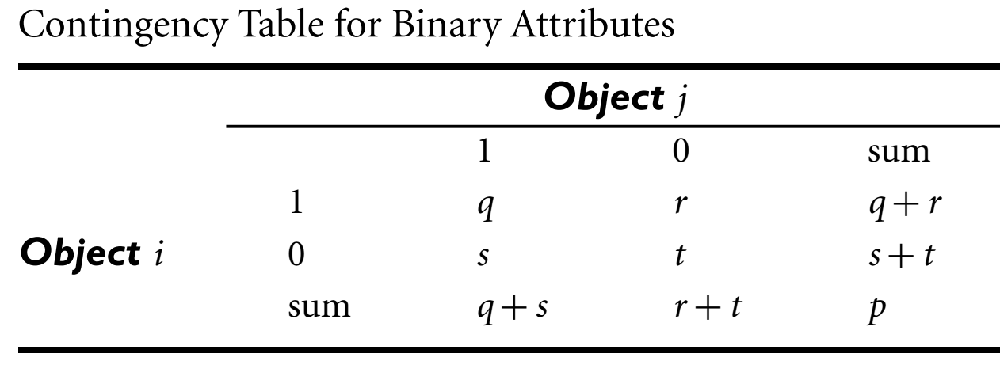 Contingency Table for Binary Attributes
Object j
1 0 sum
1 q r q + r
Object i 0 s t s + t
sum q + s r + t p